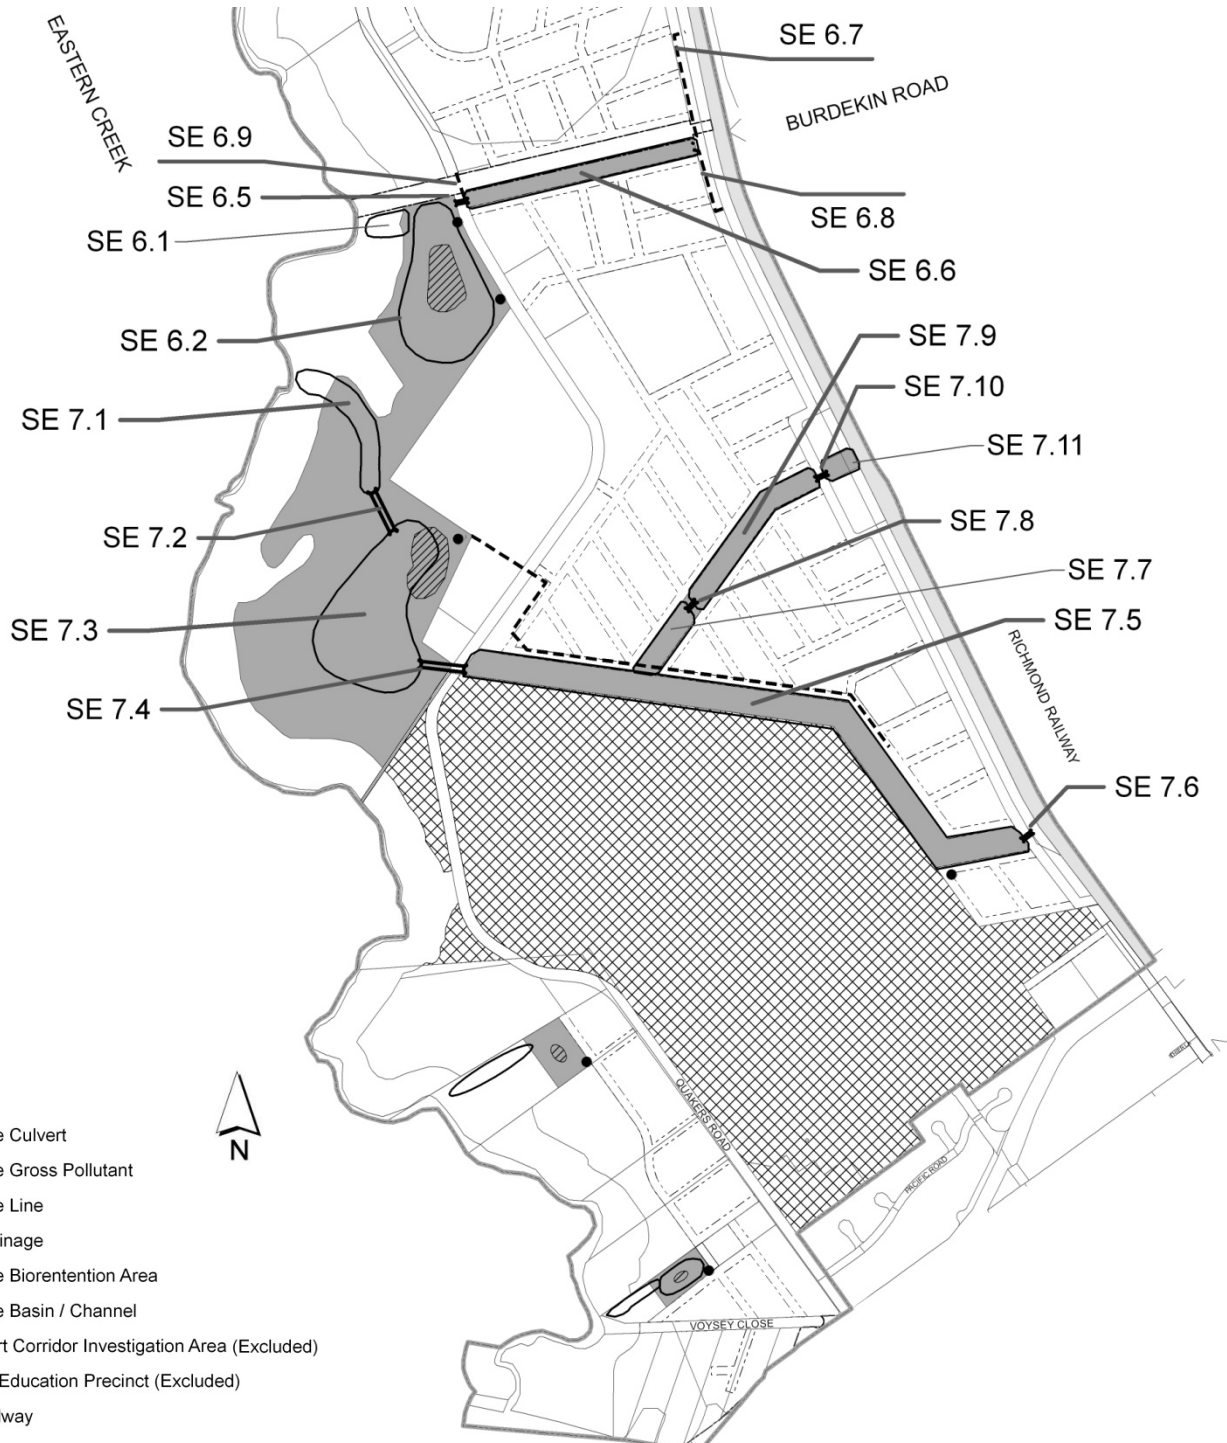 EASTERN CREEK
SE 6.7
BURDEKIN ROAD
SE 6.9
SE 6.5
SE 6.8
SE 6.1
SE 6.6
SE 6.2
SE 7.9
SE 7.10
SE 7.1
SE 7.11
SE 7.8
SE 7.2
SE 7.7
SE 7.5
SE 7.3
RICHMOND RAILWAY
SE 7.4
SE 7.6
QUAKERS ROAD
N
PACIFIC ROAD
VOYSEY CLOSE
e Culvert
e Gross Pollutant
e Line
inage
e Biorentention Area
e Basin / Channel
rt Corridor Investigation Area (Excluded)
Education Precinct (Excluded)
lway